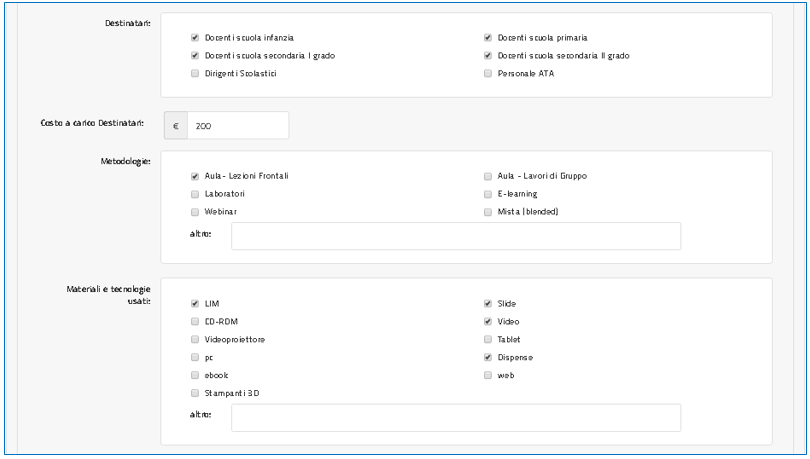 Destinatari:
Docenti scuola infanzia
Docenti scuola primaria
Docenti scuola secondaria I grado
Docenti scuola secondaria II grado
Dirigenti Scolastici
Personale ATA
Costo a carico Destinatari:
€ 200
Metodologie:
Aula - Lezioni Frontali
Aula - Lavori di Gruppo
Laboratori
E-learning
Webinar
Mista (blended)
altro:
Materiali e tecnologie
usati:
LIM
Slide
CD-ROM
Video
Videoproiettore
Tablet
pc
Dispense
ebook
web
Stampanti 3D
altro: